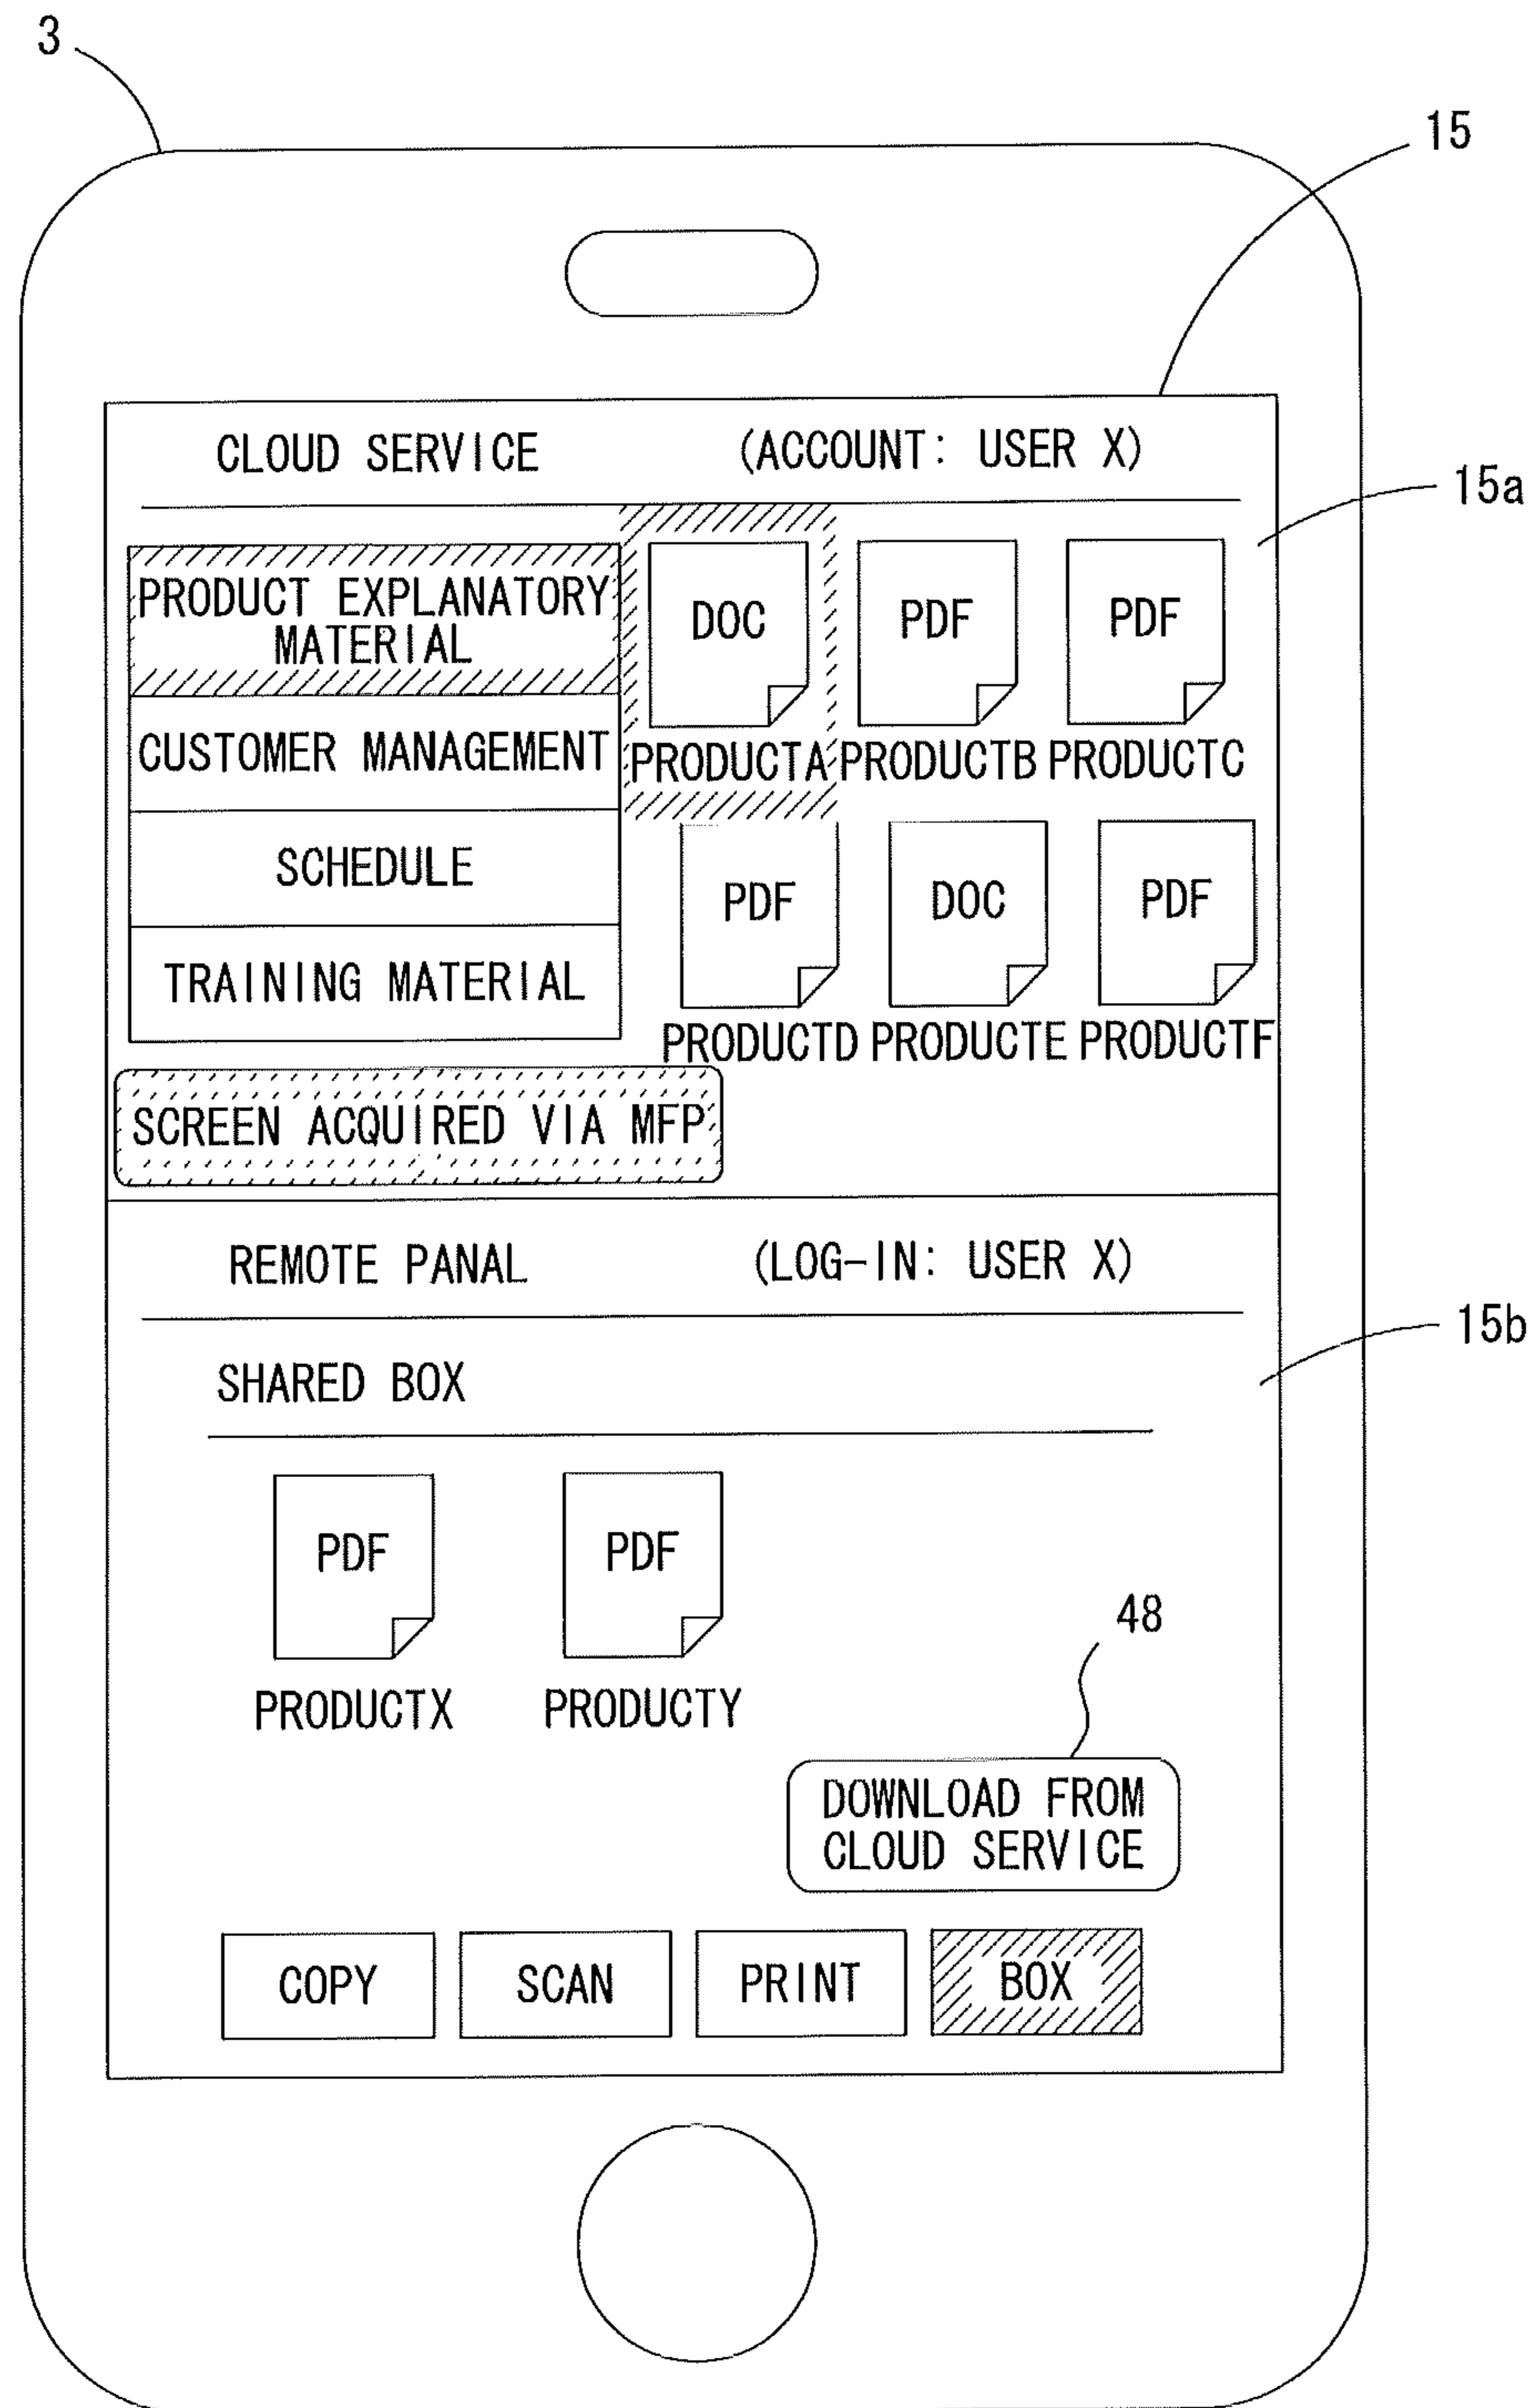 3
15
CLOUD SERVICE (ACCOUNT: USER X)
15a
PRODUCT EXPLANATORY
MATERIAL
CUSTOMER MANAGEMENT
SCHEDULE
TRAINING MATERIAL
DOC PDF PDF
PRODUCTA PRODUCTB PRODUCTC
PDF DOC PDF
PRODUCTD PRODUCTE PRODUCTF
SCREEN ACQUIRED VIA MFP
REMOTE PANAL (LOG-IN: USER X)
15b
SHARED BOX
PDF PDF
PRODUCTX PRODUCTY
48
DOWNLOAD FROM
CLOUD SERVICE
COPY SCAN PRINT BOX